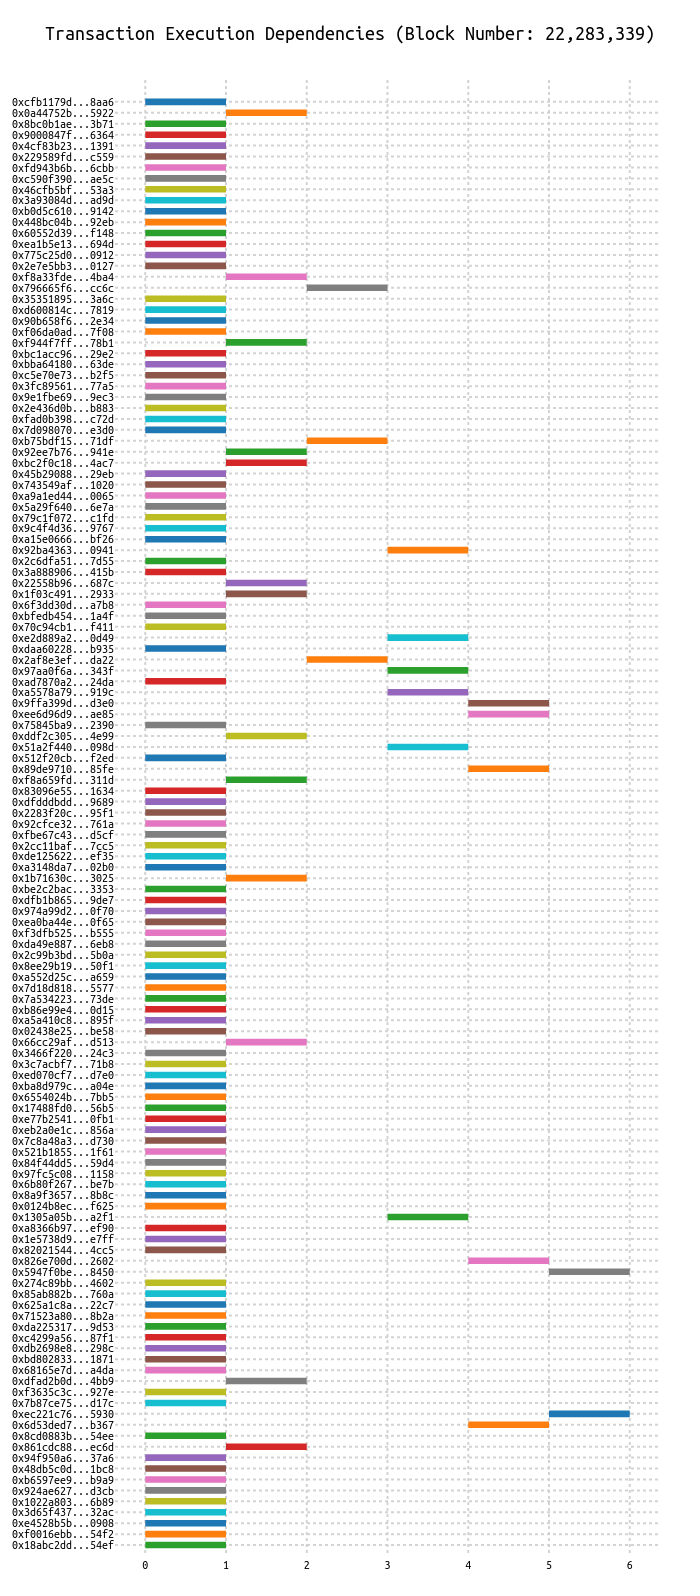 Transaction Execution Dependencies (Block Number: 22,283,339)
0xcfb1179d...8aa6
0x0a44752b...5922
0x8bc0b1ae...3b71
0x9000847f...6364
0x4cf83b23...1391
0x229589fd...c559
0xfd943b6b...6cbb
0xc590f390...ae5c
0x46cfb5bf...53a3
0x3a93084d...ad9d
0xb0d5c610...9142
0x448bc04b...92eb
0x60552d39...f148
0xea1b5e13...694d
0x775c25d0...0912
0x2e7e5bb3...0127
0xf8a33fde...4ba4
0x796665f6...cc6c
0x35351895...3a6c
0xd600814c...7819
0x90b658f6...2e34
0xf06da0ad...7f08
0xf944f7ff...78b1
0xbc1acc96...29e2
0xbba64180...63de
0xc5e70e73...b2f5
0x3fc89561...77a5
0x9e1fbe69...9ec3
0x2e436d0b...b883
0xfad0b398...c72d
0x7d098070...e3d0
0xb75bdf15...71df
0x92ee7b76...941e
0xbc2f0c18...4ac7
0x45b29088...29eb
0x743549af...1020
0xa9a1ed44...0065
0x5a29f640...6e7a
0x79c1f072...c1fd
0x9c4f4d36...9767
0xa15e0666...bf26
0x92ba4363...0941
0x2c6dfa51...7d55
0x3a888906...415b
0x22558b96...687c
0x1f03c491...2933
0x6f3dd30d...a7b8
0xbfedb454...1a4f
0x70c94cb1...f411
0xe2d889a2...0d49
0xdaa60228...b935
0x2af8e3ef...da22
0x97aa0f6a...343f
0xad7870a2...24da
0xa5578a79...919c
0x9ffa399d...d3e0
0xee6d96d9...ae85
0x75845ba9...2390
0xddf2c305...4e99
0x51a2f440...098d
0x512f20cb...f2ed
0x89de9710...85fe
0xf8a659fd...311d
0x83096e55...1634
0xdfdddbdd...9689
0x2283f20c...95f1
0x92cfce32...761a
0xfbe67c43...d5cf
0x2cc11baf...7cc5
0xde125622...ef35
0xa3148da7...02b0
0x1b71630c...3025
0xbe2c2bac...3353
0xdfb1b865...9de7
0x974a99d2...0f70
0xea0ba44e...0f65
0xf3dfb525...b555
0xda49e887...6eb8
0x2c99b3bd...5b0a
0x8ee29b19...50f1
0xa552d25c...a659
0x7d18d818...5577
0x7a534223...73de
0xb86e99e4...0d15
0xa5a410c8...895f
0x02438e25...be58
0x66cc29af...d513
0x3466f220...24c3
0x3c7acbf7...71b8
0xed070cf7...d7e0
0xba8d979c...a04e
0x6554024b...7bb5
0x17488fd0...56b5
0xe77b2541...0fb1
0xeb2a0e1c...856a
0x7c8a48a3...d730
0x521b1855...1f61
0x84f44dd5...59d4
0x97fc5c08...1158
0x6b80f267...be7b
0x8a9f3657...8b8c
0x0124b8ec...f625
0x1305a05b...a2f1
0xa8366b97...ef90
0x1e5738d9...e7ff
0x82021544...4cc5
0x826e700d...2602
0x5947f0be...8450
0x274c89bb...4602
0x85ab882b...760a
0x625a1c8a...22c7
0x71523a80...8b2a
0xda225317...9d53
0xc4299a56...87f1
0xdb2698e8...298c
0xbd802833...1871
0x68165e7d...a4da
0xdfad2b0d...4bb9
0xf3635c3c...927e
0x7b87ce75...d17c
0xec221c76...5930
0x6d53ded7...b367
0x8cd0883b...54ee
0x861cdc88...ec6d
0x94f950a6...37a6
0x48db5c0d...1bc8
0xb6597ee9...b9a9
0x924ae627...d3cb
0x1022a803...6b89
0x3d65f437...32ac
0xe4528b5b...0908
0xf0016ebb...54f2
0x18abc2dd...54ef
0 1 2 3 4 5 6